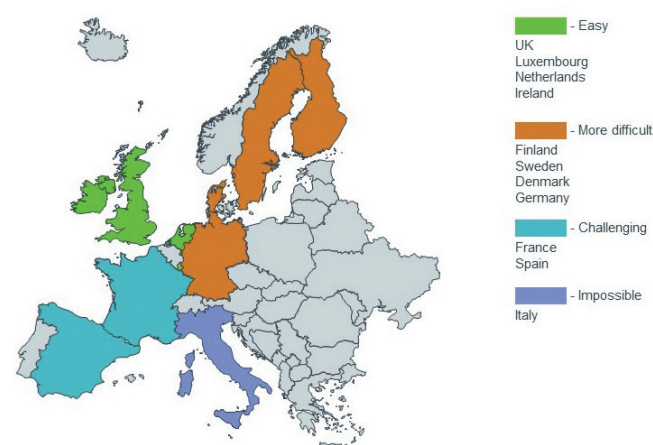 - Easy
UK
Luxembourg
Netherlands
Ireland
- More difficult
Finland
Sweden
Denmark
Germany
- Challenging
France
Spain
- Impossible
Italy